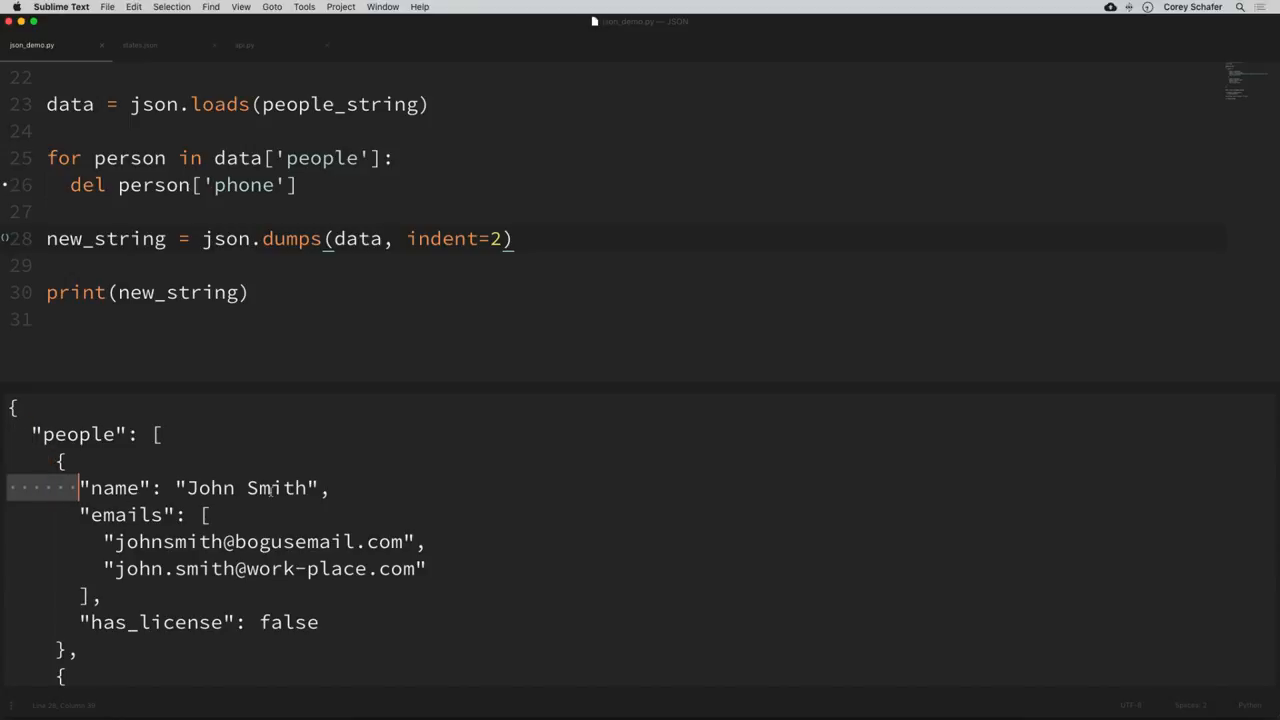 Sublime Text File Edit Selection Find View Goto Tools Project Window Help Corey Schafer
json_demo.py — JSON
json_demo.py × states.json × api.py ×
22
23 data = json.loads(people_string)
24
25 for person in data['people']:
26 del person['phone']
27
28 new_string = json.dumps(data, indent=2)
29
30 print(new_string)
31
{
"people": [
{
"name": "John Smith",
"emails": [
"johnsmith@bogusemail.com",
"john.smith@work-place.com"
],
"has_license": false
},
{
Line 28, Column 39 UTF-8 Spaces: 2 Python